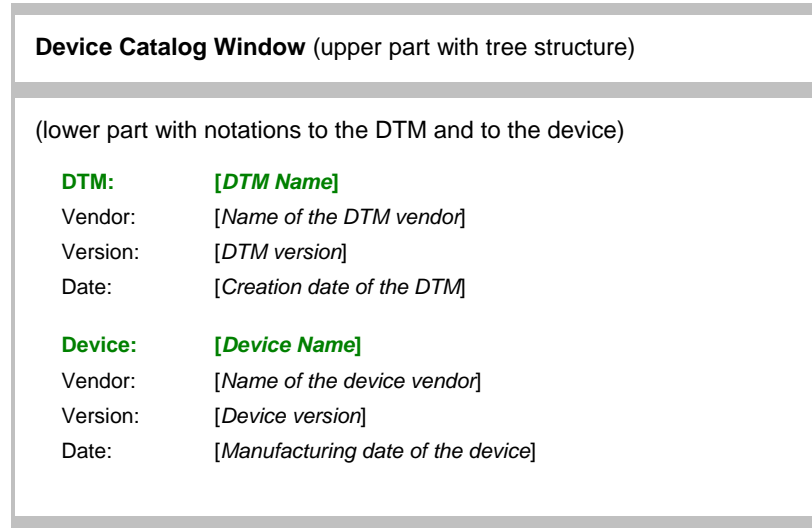 Device Catalog Window (upper part with tree structure)
(lower part with notations to the DTM and to the device)
DTM: [DTM Name]
Vendor: [Name of the DTM vendor]
Version: [DTM version]
Date: [Creation date of the DTM]
Device: [Device Name]
Vendor: [Name of the device vendor]
Version: [Device version]
Date: [Manufacturing date of the device]